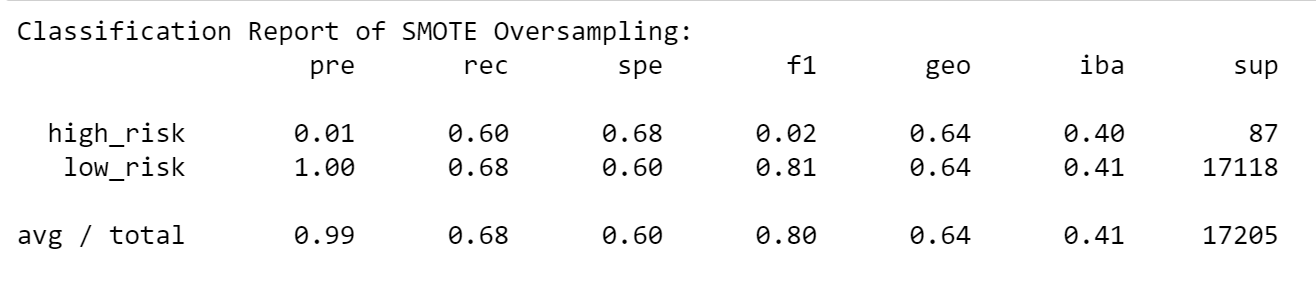 Classification Report of SMOTE Oversampling:
pre rec spe f1 geo iba sup
high_risk 0.01 0.60 0.68 0.02 0.64 0.40 87
low_risk 1.00 0.68 0.60 0.81 0.64 0.41 17118
avg / total 0.99 0.68 0.60 0.80 0.64 0.41 17205